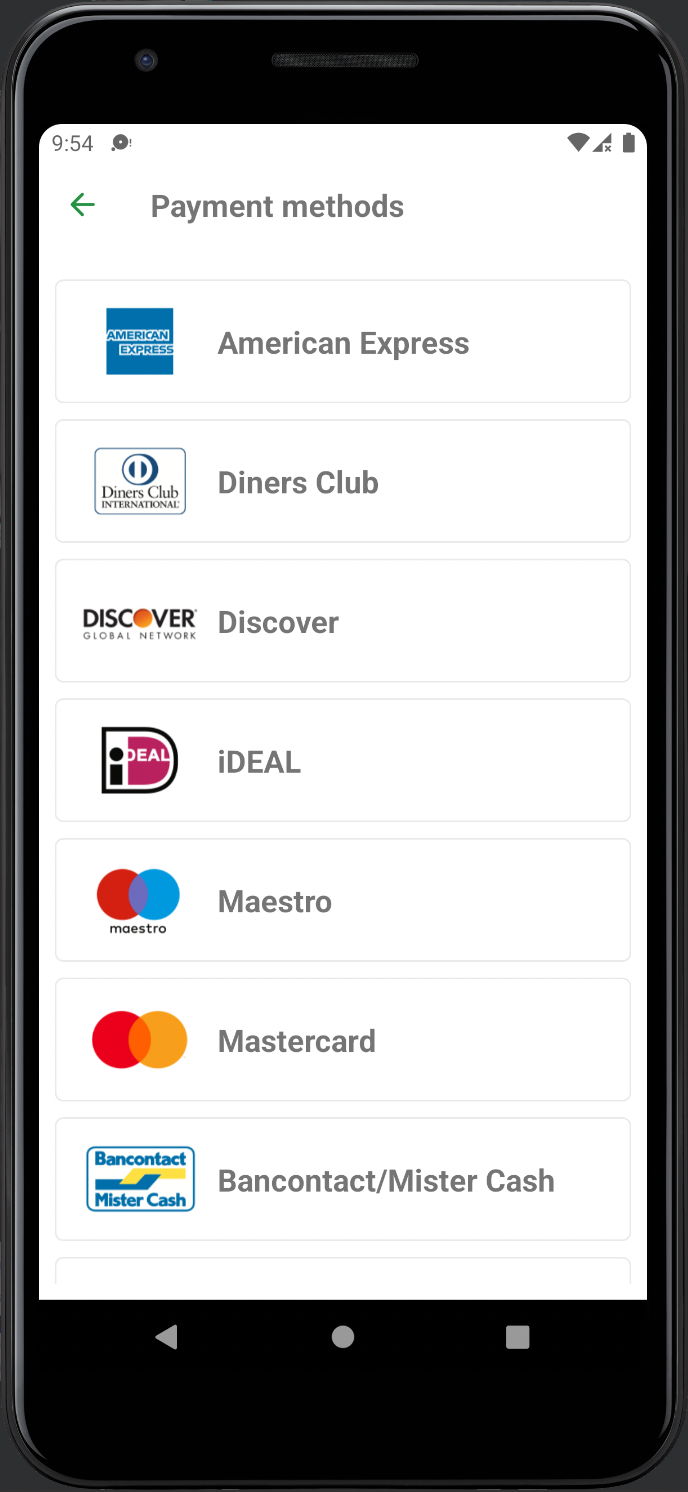 9:54
Payment methods
AMERICAN
EXPRESS
American Express
Diners Club
INTERNATIONAL
Diners Club
DISCOVER
GLOBAL NETWORK
Discover
iDEAL
iDEAL
maestro
Maestro
Mastercard
Bancontact
Mister Cash
Bancontact/Mister Cash